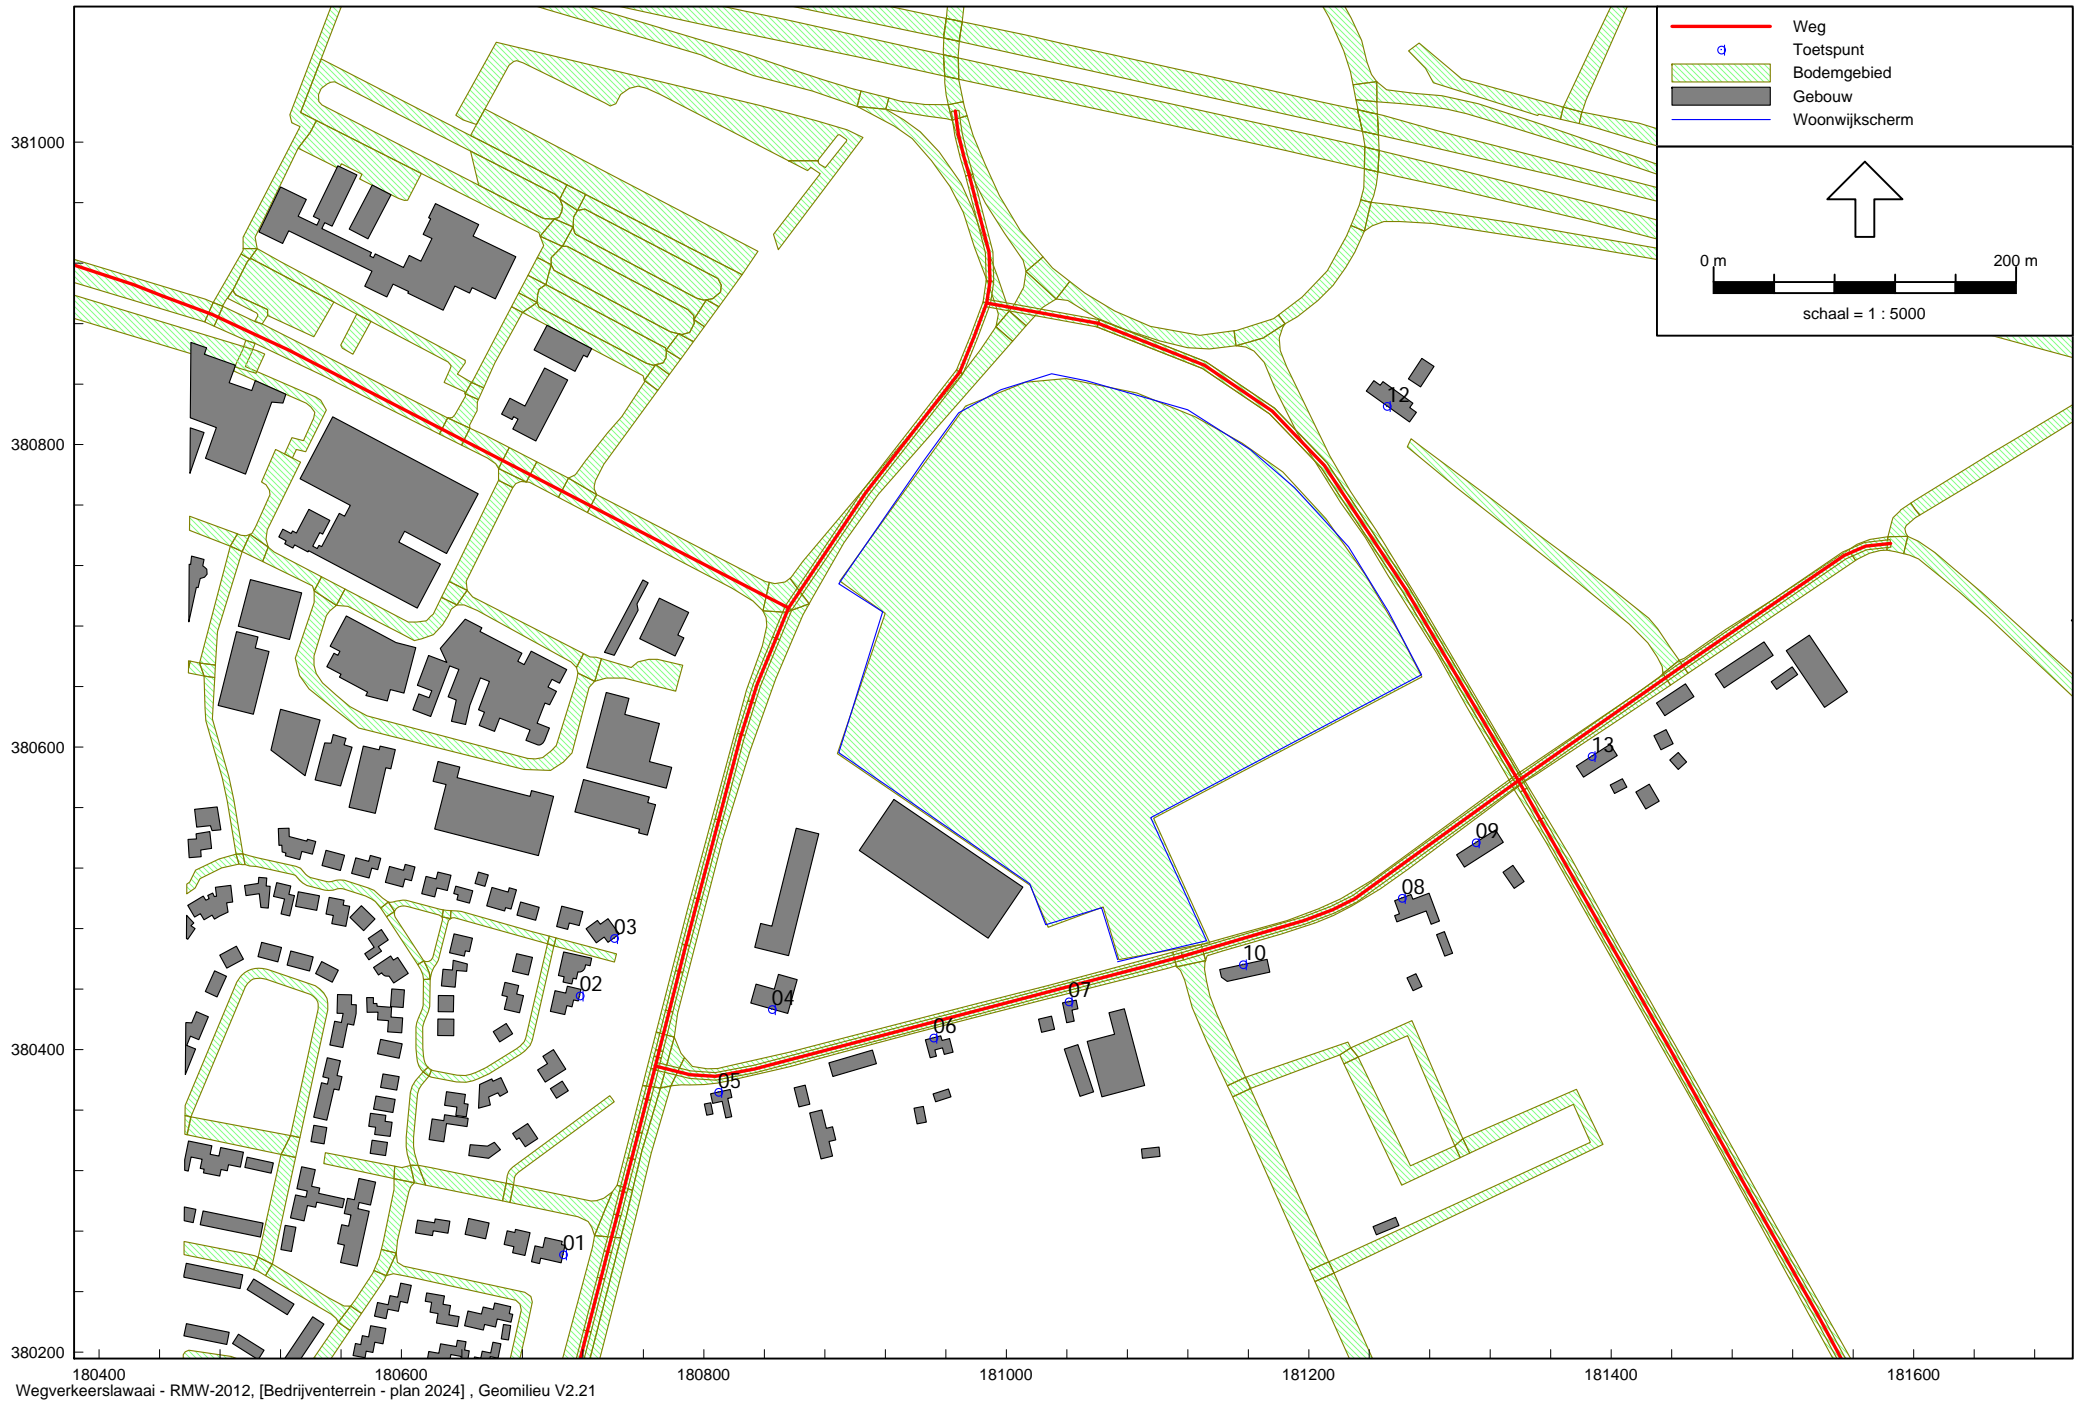 Weg
Toetspunt
Bodemgebied
Gebouw
Woonwijkscherm
0 m 200 m
schaal = 1 : 5000
381000
380800
380600
380400
380200
12
13
09
08
10
07
06
05
04
03
02
01
180400 180600 180800 181000 181200 181400 181600
Wegverkeerslawaai - RMW-2012, [Bedrijventerrein - plan 2024] , Geomilieu V2.21